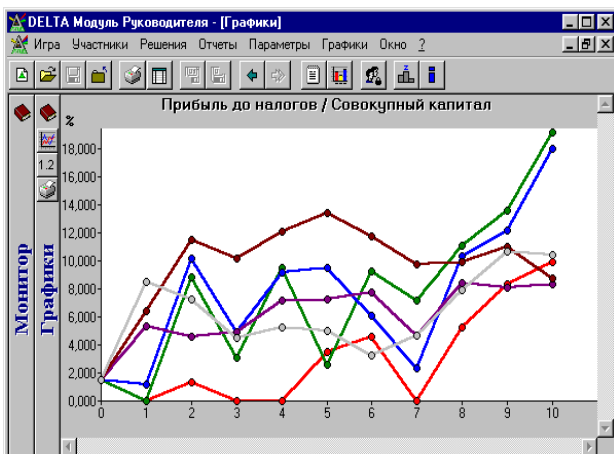 DELTA Модуль Руководителя - [Графики]
Игра Участники Решения Отчеты Параметры Графики Окно ?
Прибыль до налогов / Совокупный капитал
%
1.2
Монитор
Графики
18,000
16,000
14,000
12,000
10,000
8,000
6,000
4,000
2,000
0,000
0 1 2 3 4 5 6 7 8 9 10